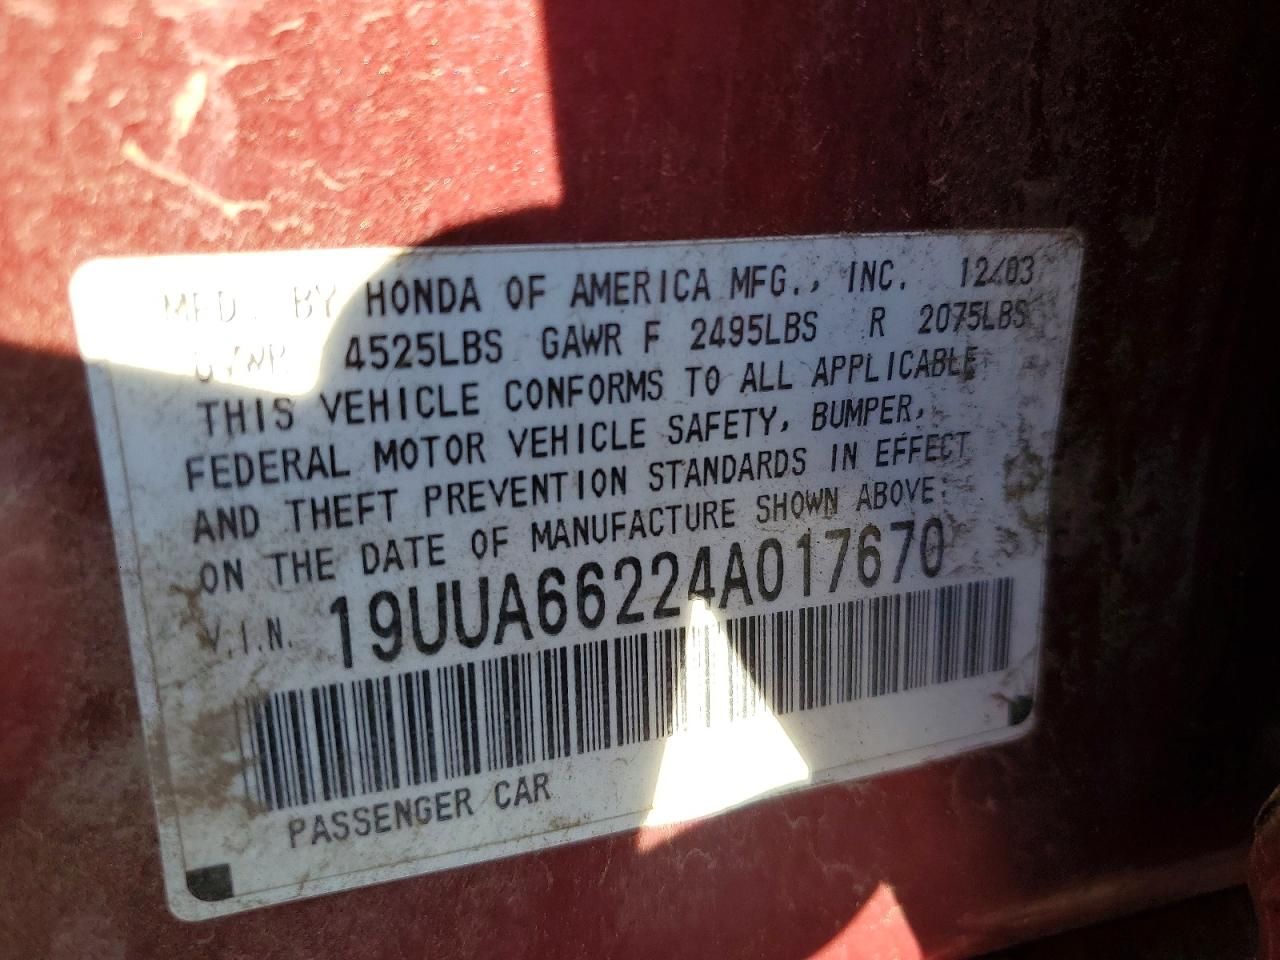 MFD. BY HONDA OF AMERICA MFG., INC. 12/03
GVWR 4525LBS GAWR F 2495LBS R 2075LBS
THIS VEHICLE CONFORMS TO ALL APPLICABLE
FEDERAL MOTOR VEHICLE SAFETY, BUMPER,
AND THEFT PREVENTION STANDARDS IN EFFECT
ON THE DATE OF MANUFACTURE SHOWN ABOVE.
V.I.N. 19UUA66224A017670
PASSENGER CAR